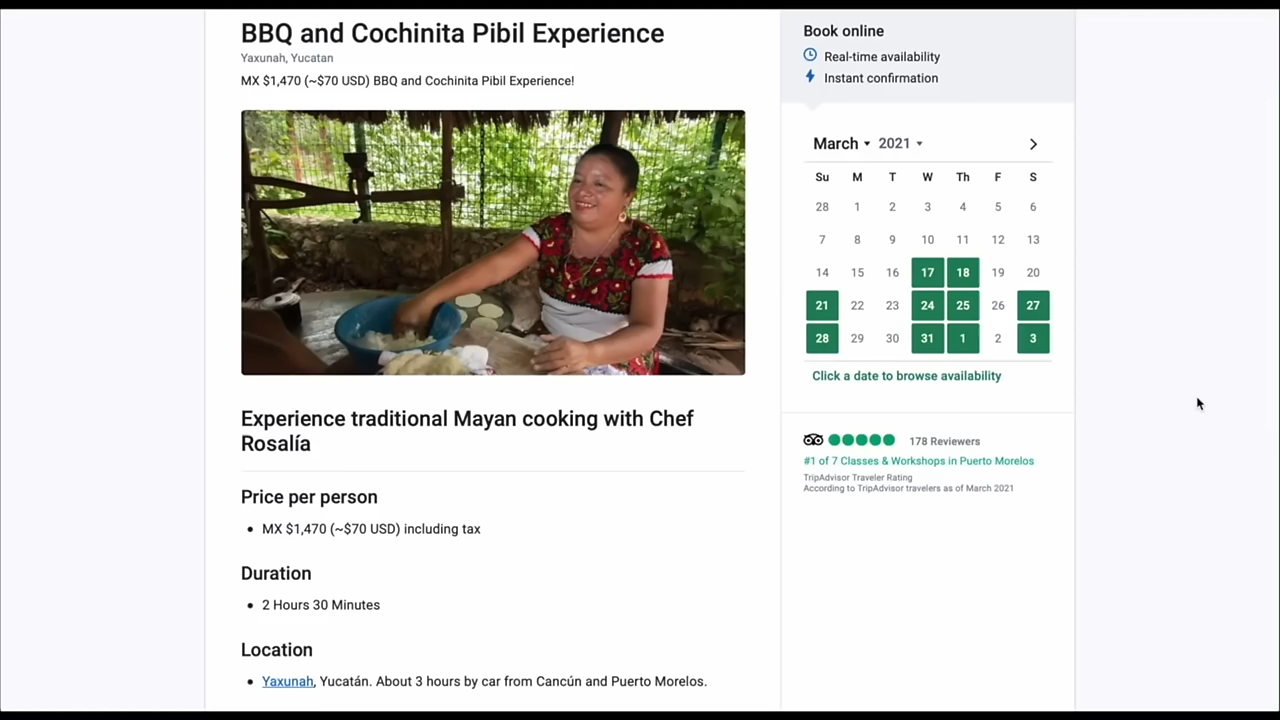 BBQ and Cochinita Pibil Experience
Yaxunah, Yucatan
MX $1,470 (~$70 USD) BBQ and Cochinita Pibil Experience!
Experience traditional Mayan cooking with Chef
Rosalía
Price per person
MX $1,470 (~$70 USD) including tax
Duration
2 Hours 30 Minutes
Location
Yaxunah, Yucatán. About 3 hours by car from Cancún and Puerto Morelos.
Book online
Real-time availability
Instant confirmation
March 2021
Su M T W Th F S
28 1 2 3 4 5 6
7 8 9 10 11 12 13
14 15 16 17 18 19 20
21 22 23 24 25 26 27
28 29 30 31 1 2 3
Click a date to browse availability
178 Reviewers
#1 of 7 Classes & Workshops in Puerto Morelos
TripAdvisor Traveler Rating
According to TripAdvisor travelers as of March 2021